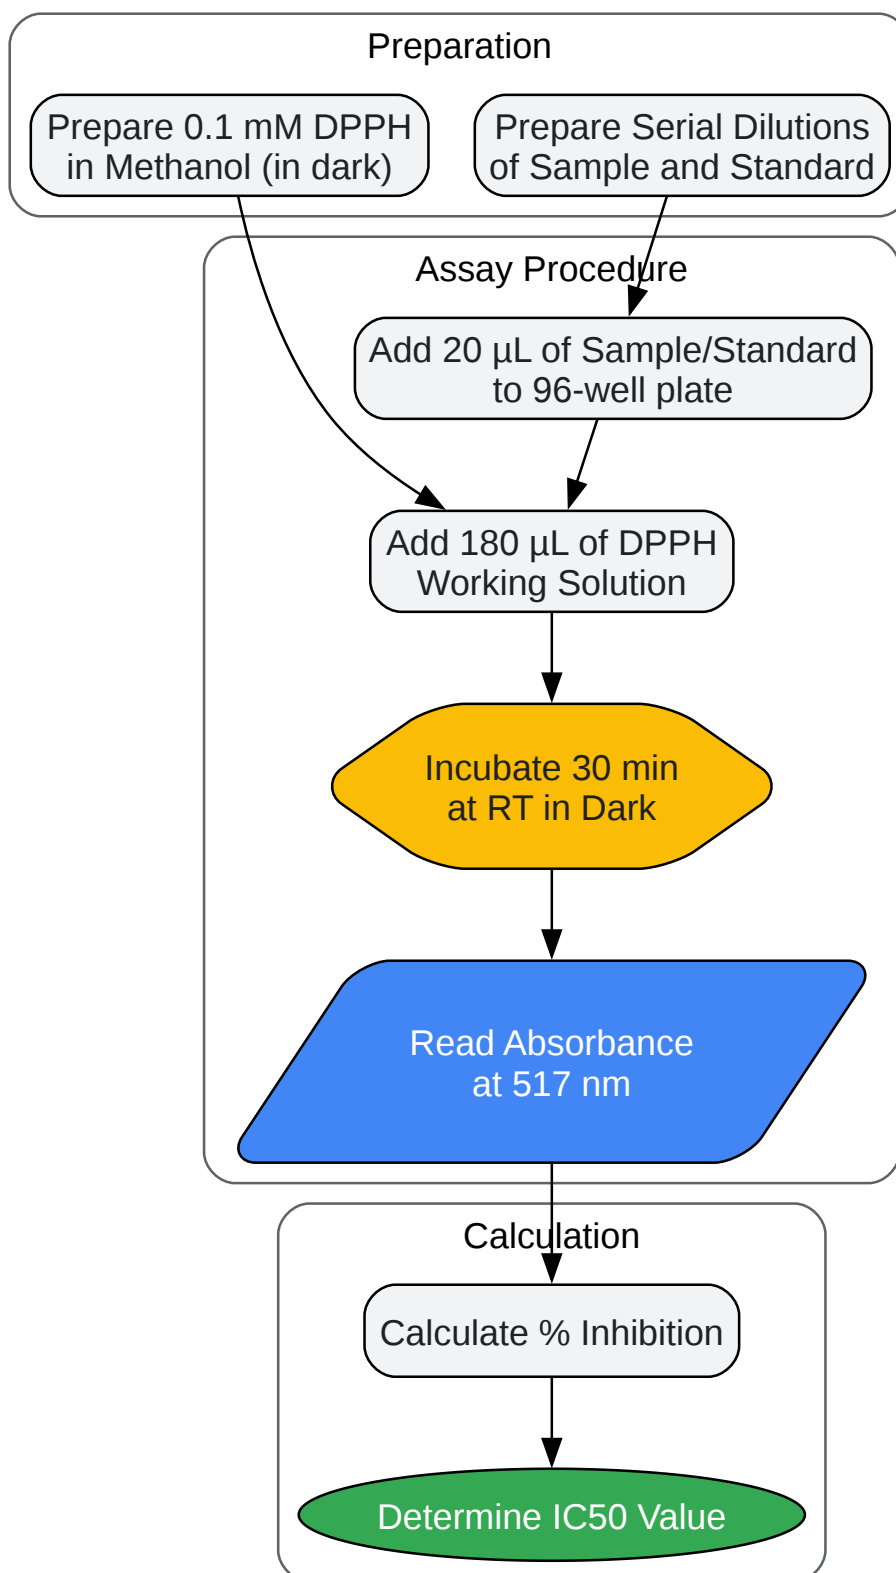 Preparation
Prepare 0.1 mM DPPH
in Methanol (in dark)
Prepare Serial Dilutions
of Sample and Standard
Assay Procedure
Add 20 µL of Sample/Standard
to 96-well plate
Add 180 µL of DPPH
Working Solution
Incubate 30 min
at RT in Dark
Read Absorbance
at 517 nm
Calculation
Calculate % Inhibition
Determine IC50 Value